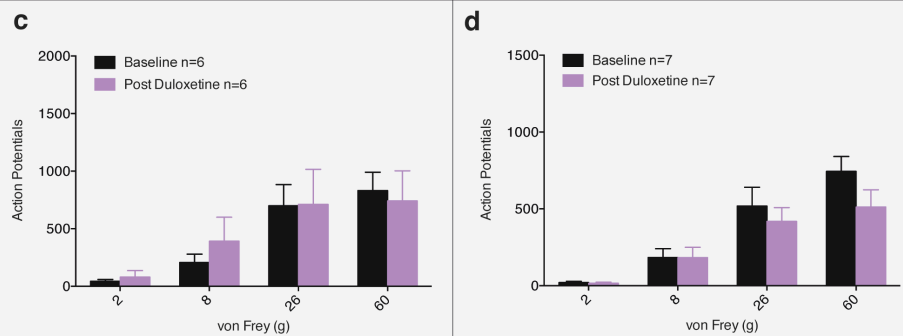 c
Baseline n=6
Post Duloxetine n=6
2000
1500
1000
500
0
Action Potentials
2
8
26
60
von Frey (g)
d
Baseline n=7
Post Duloxetine n=7
1500
1000
500
0
Action Potentials
2
8
26
60
von Frey (g)